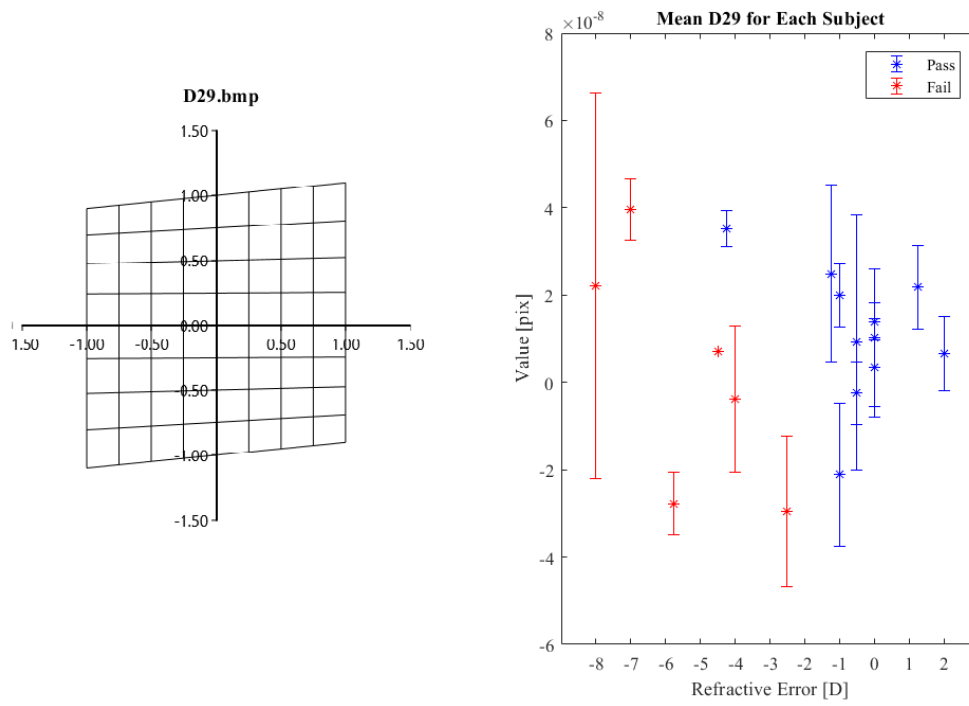 D29.bmp
1.50
1.00
0.50
0.00
1.50 -1.00 -0.50 0.50 1.00 1.50
-0.50
-1.00
-1.50
Mean D29 for Each Subject
×10-8
Pass
Fail
8
6
4
2
0
-2
-4
-6
Value [pix]
-8 -7 -5 -4 -3 -2 -1 0 1 2
Refractive Error [D]